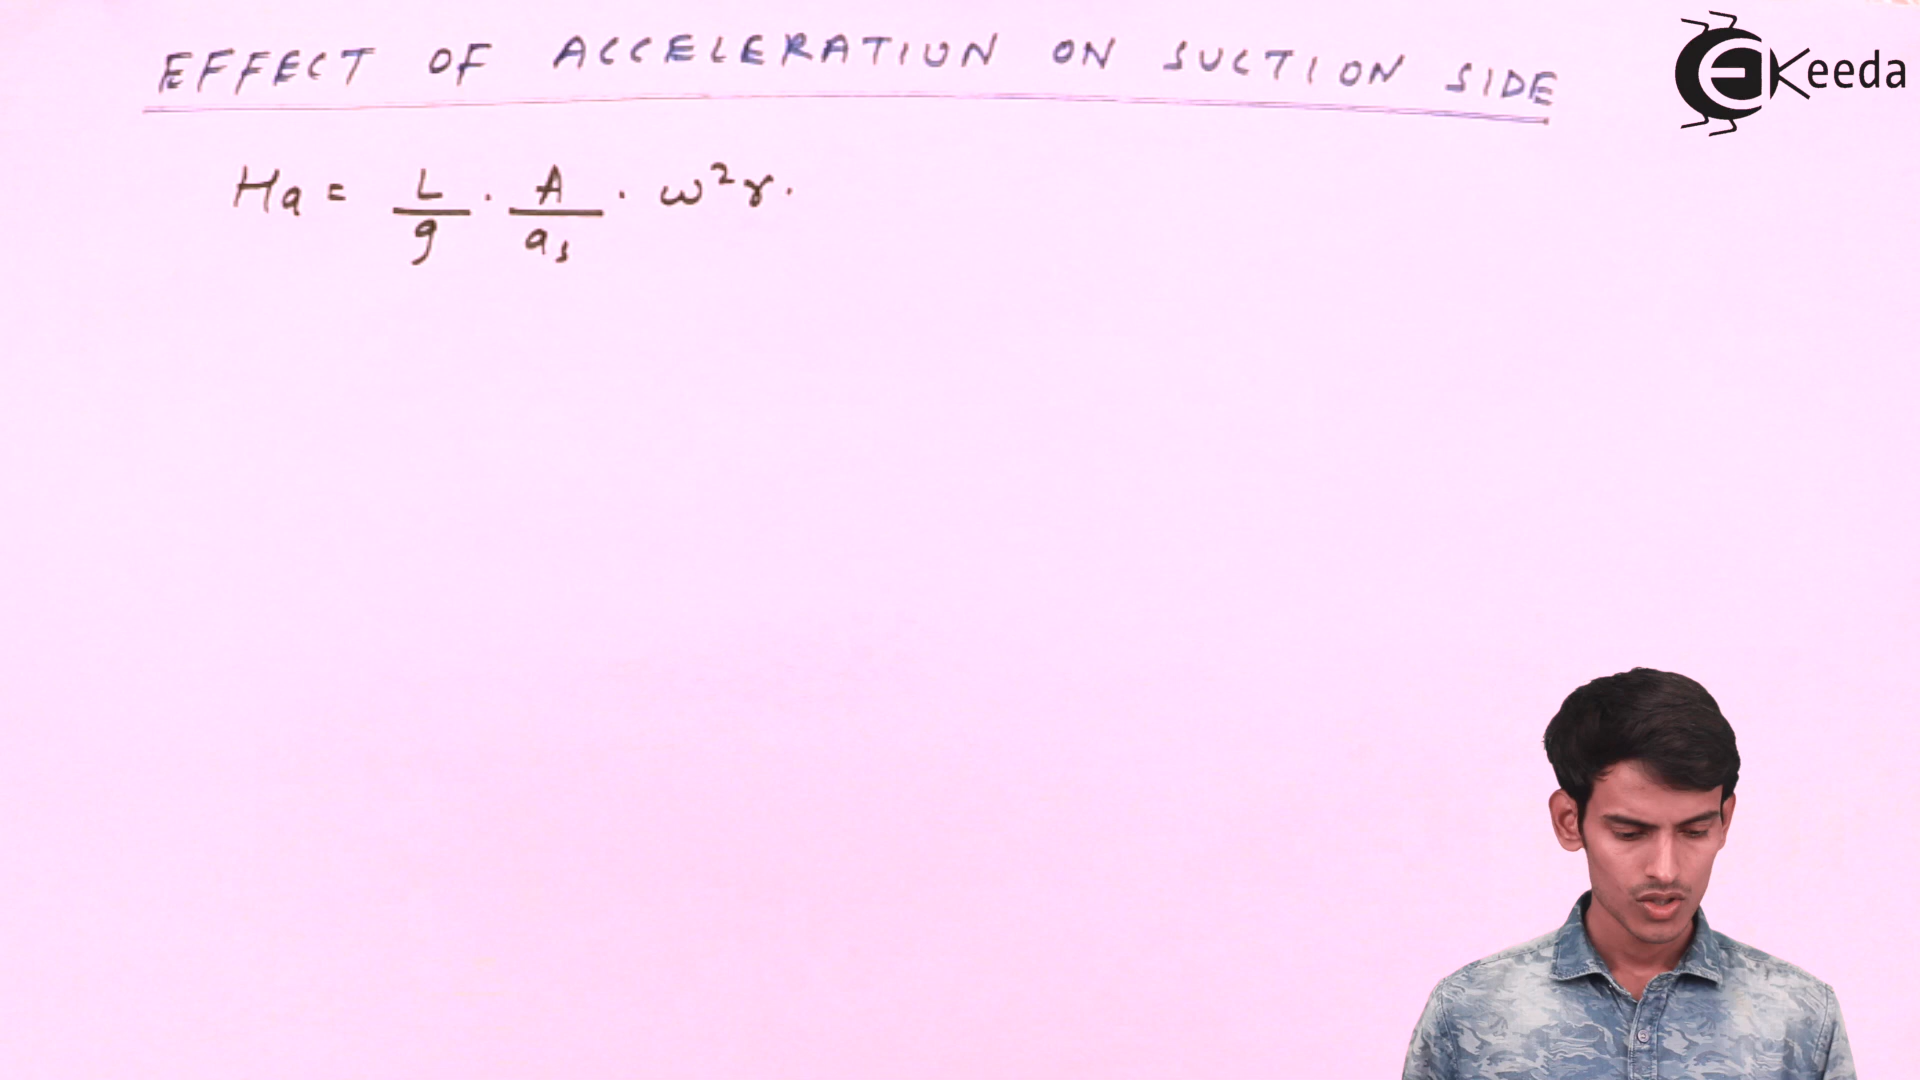 EFFECT OF ACCELERATION ON SUCTION SIDE
EKeeda
Ha = L/g · A/as · ω²r.